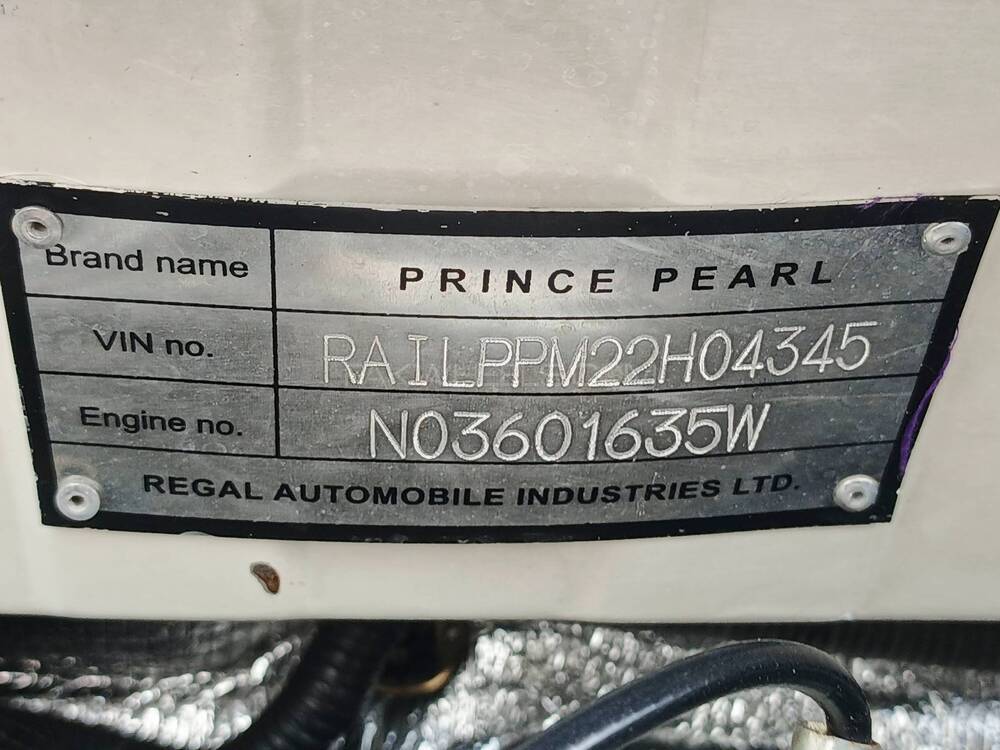 Brand name PRINCE PEARL
VIN no. RAILPPM22H04345
Engine no. N03601635W
REGAL AUTOMOBILE INDUSTRIES LTD.